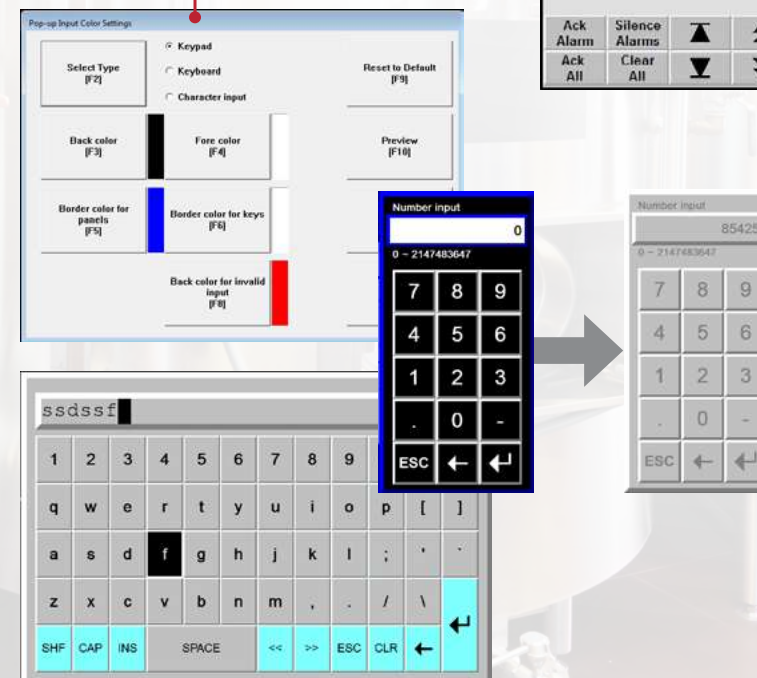 Pop-up Input Color Settings
Select Type
[F2]
Keypad
Keyboard
Character input
Reset to Default
[F9]
Back color
[F3]
Fore color
[F4]
Preview
[F10]
Border color for
panels
[F5]
Border color for keys
[F6]
Back color for invalid
input
[F8]
Ack
Alarm
Silence
Alarms
Ack
All
Clear
All
Number input
0
0 ~ 2147483647
7 8 9
4 5 6
1 2 3
. 0 -
ESC ← ↵
Number input
85425
0 ~ 2147483647
7 8 9
4 5 6
1 2 3
. 0 -
ESC ← ↵
ssdssf
1 2 3 4 5 6 7 8 9
q w e r t y u i o p [ ]
a s d f g h j k l ; '
z x c v b n m , . / \
SHF CAP INS SPACE << >> ESC CLR ← ↵